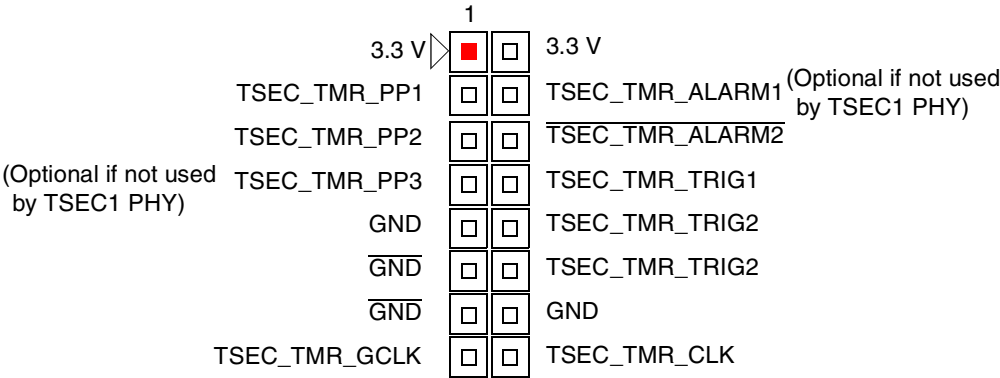 1
3.3 V 3.3 V
TSEC_TMR_PP1 TSEC_TMR_ALARM1 (Optional if not used
by TSEC1 PHY)
TSEC_TMR_PP2 TSEC_TMR_ALARM2
(Optional if not used TSEC_TMR_PP3 TSEC_TMR_TRIG1
by TSEC1 PHY)
GND TSEC_TMR_TRIG2
GND TSEC_TMR_TRIG2
GND GND
TSEC_TMR_GCLK TSEC_TMR_CLK